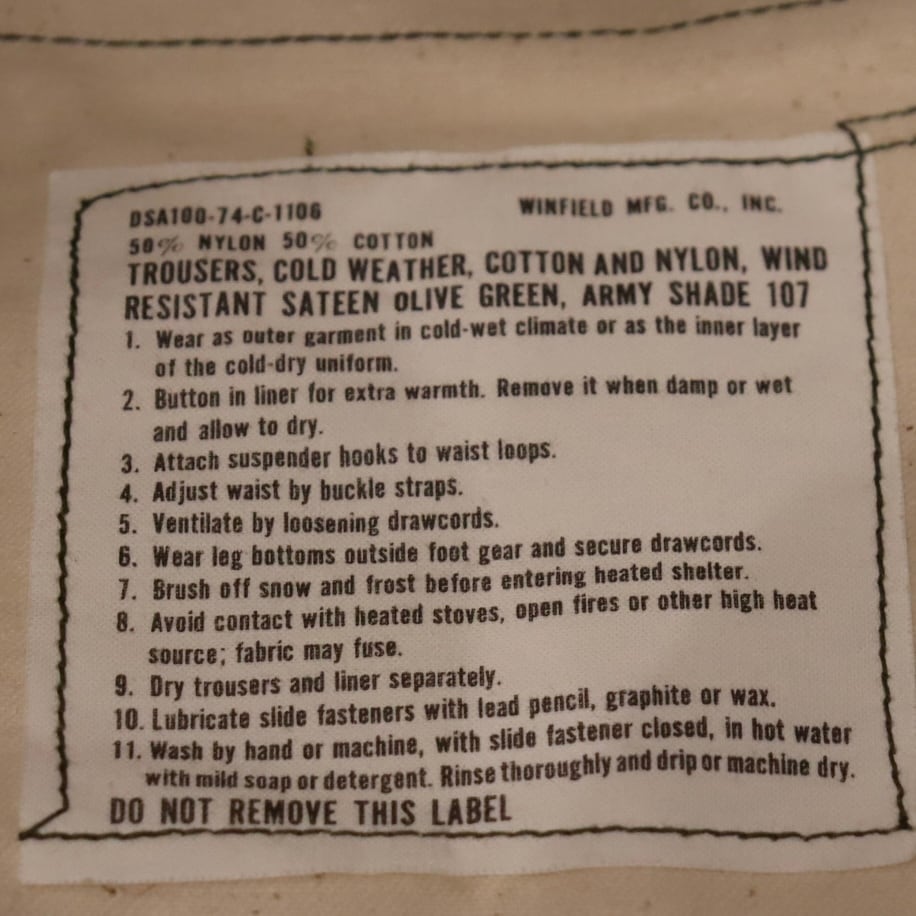 DSA100-74-C-1106 WINFIELD MFG. CO., INC.
50% NYLON 50% COTTON
TROUSERS, COLD WEATHER, COTTON AND NYLON, WIND
RESISTANT SATEEN OLIVE GREEN, ARMY SHADE 107
1. Wear as outer garment in cold-wet climate or as the inner layer
of the cold-dry uniform.
2. Button in liner for extra warmth. Remove it when damp or wet
and allow to dry.
3. Attach suspender hooks to waist loops.
4. Adjust waist by buckle straps.
5. Ventilate by loosening drawcords.
6. Wear leg bottoms outside foot gear and secure drawcords.
7. Brush off snow and frost before entering heated shelter.
8. Avoid contact with heated stoves, open fires or other high heat
source; fabric may fuse.
9. Dry trousers and liner separately.
10. Lubricate slide fasteners with lead pencil, graphite or wax.
11. Wash by hand or machine, with slide fastener closed, in hot water
with mild soap or detergent. Rinse thoroughly and drip or machine dry.
DO NOT REMOVE THIS LABEL